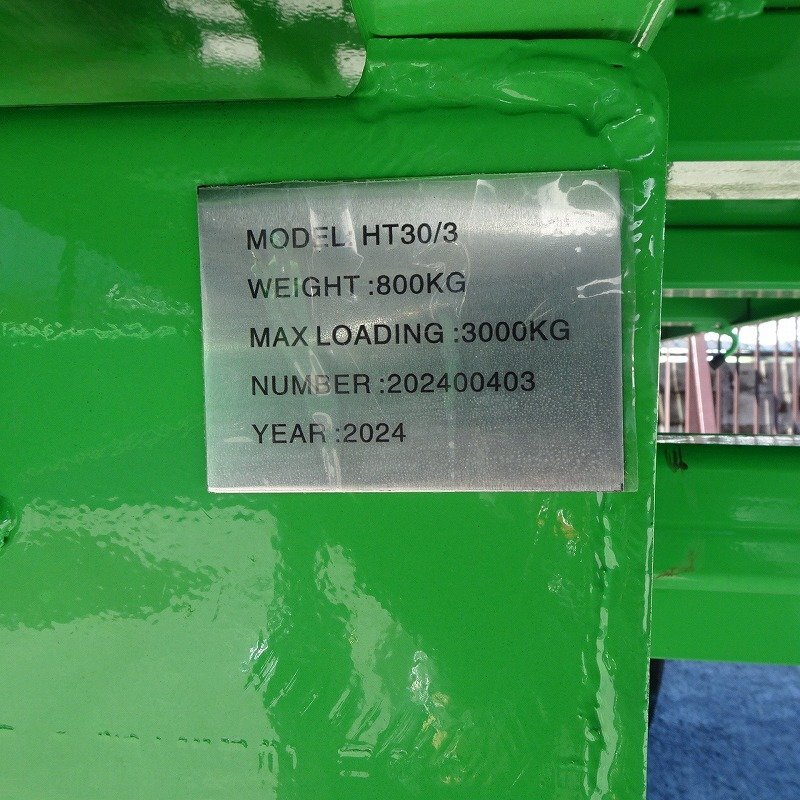 MODEL: HT30/3
WEIGHT :800KG
MAX LOADING :3000KG
NUMBER :202400403
YEAR :2024